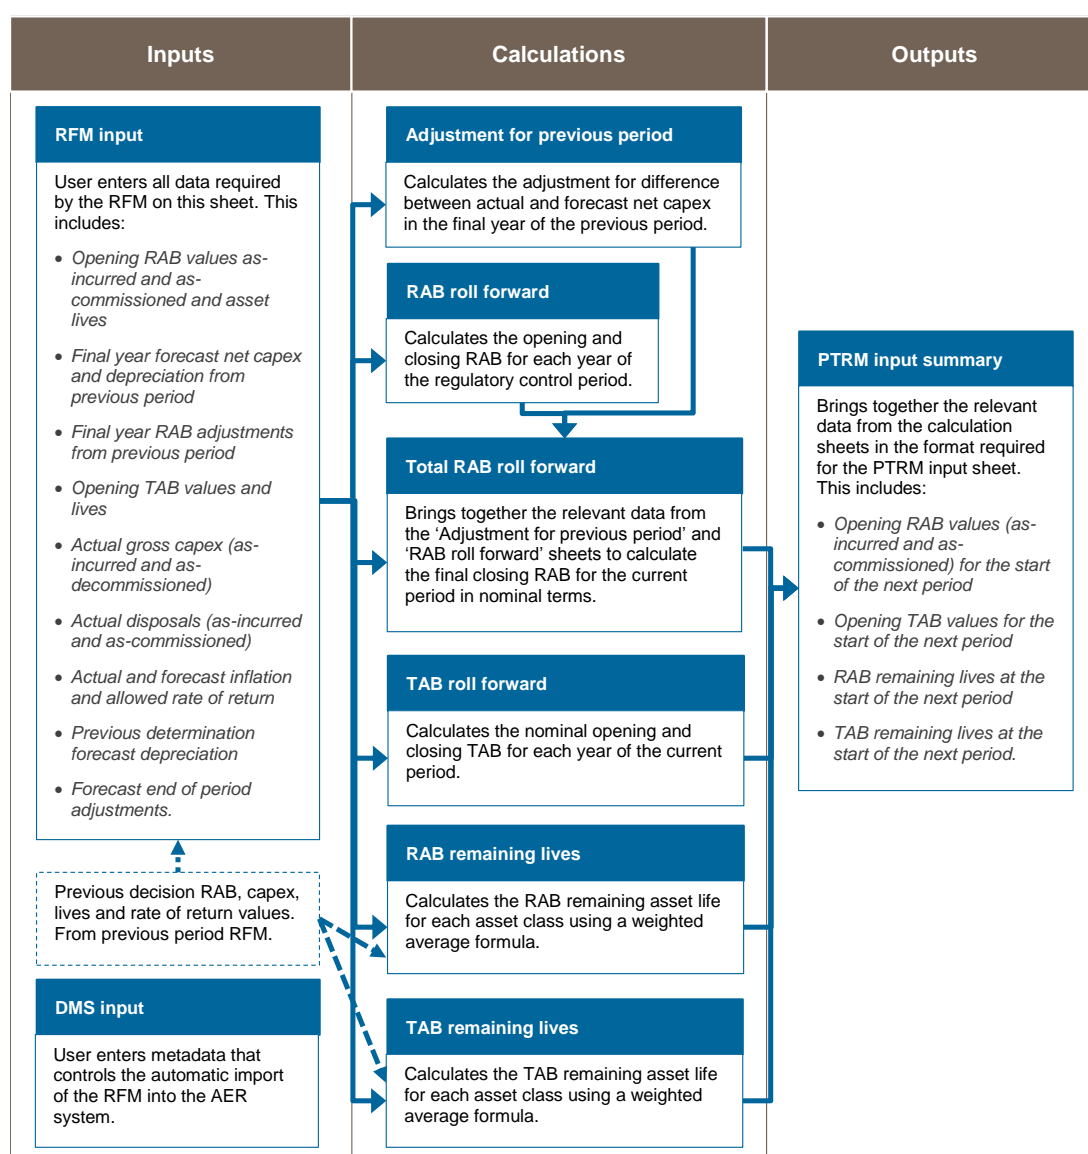 Inputs
Calculations
Outputs
RFM input
User enters all data required
by the RFM on this sheet. This
includes:
• Opening RAB values as-
incurred and as-
commissioned and asset
lives
• Final year forecast net capex
and depreciation from
previous period
• Final year RAB adjustments
from previous period
• Opening TAB values and
lives
• Actual gross capex (as-
incurred and as-
decommissioned)
• Actual disposals (as-incurred
and as-commissioned)
• Actual and forecast inflation
and allowed rate of return
• Previous determination
forecast depreciation
• Forecast end of period
adjustments.
Previous decision RAB, capex,
lives and rate of return values.
From previous period RFM.
DMS input
User enters metadata that
controls the automatic import
of the RFM into the AER
system.
Adjustment for previous period
Calculates the adjustment for difference
between actual and forecast net capex
in the final year of the previous period.
RAB roll forward
Calculates the opening and
closing RAB for each year of
the regulatory control period.
Total RAB roll forward
Brings together the relevant data from
the ‘Adjustment for previous period’ and
‘RAB roll forward’ sheets to calculate
the final closing RAB for the current
period in nominal terms.
TAB roll forward
Calculates the nominal opening and
closing TAB for each year of the current
period.
RAB remaining lives
Calculates the RAB remaining asset life
for each asset class using a weighted
average formula.
TAB remaining lives
Calculates the TAB remaining asset life
for each asset class using a weighted
average formula.
PTRM input summary
Brings together the relevant
data from the calculation
sheets in the format required
for the PTRM input sheet.
This includes:
• Opening RAB values (as-
incurred and as-
commissioned) for the start
of the next period
• Opening TAB values for the
start of the next period
• RAB remaining lives at the
start of the next period
• TAB remaining lives at the
start of the next period.